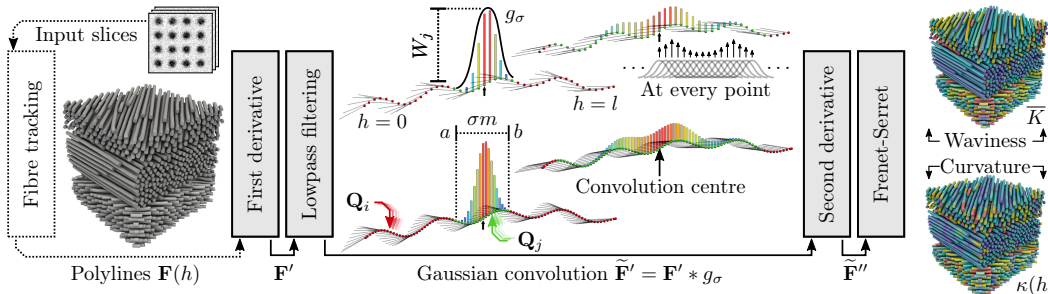 Input slices
Fibre tracking
Polylines F(h)
First derivative
F′
Lowpass filtering
W_j
g_σ
h = 0
h = l
At every point
a
σm
b
Q_i
Q_j
Convolution centre
Gaussian convolution F̃′ = F′ ∗ g_σ
Second derivative
F̃″
Frenet-Serret
K̅
Waviness
Curvature
κ(h